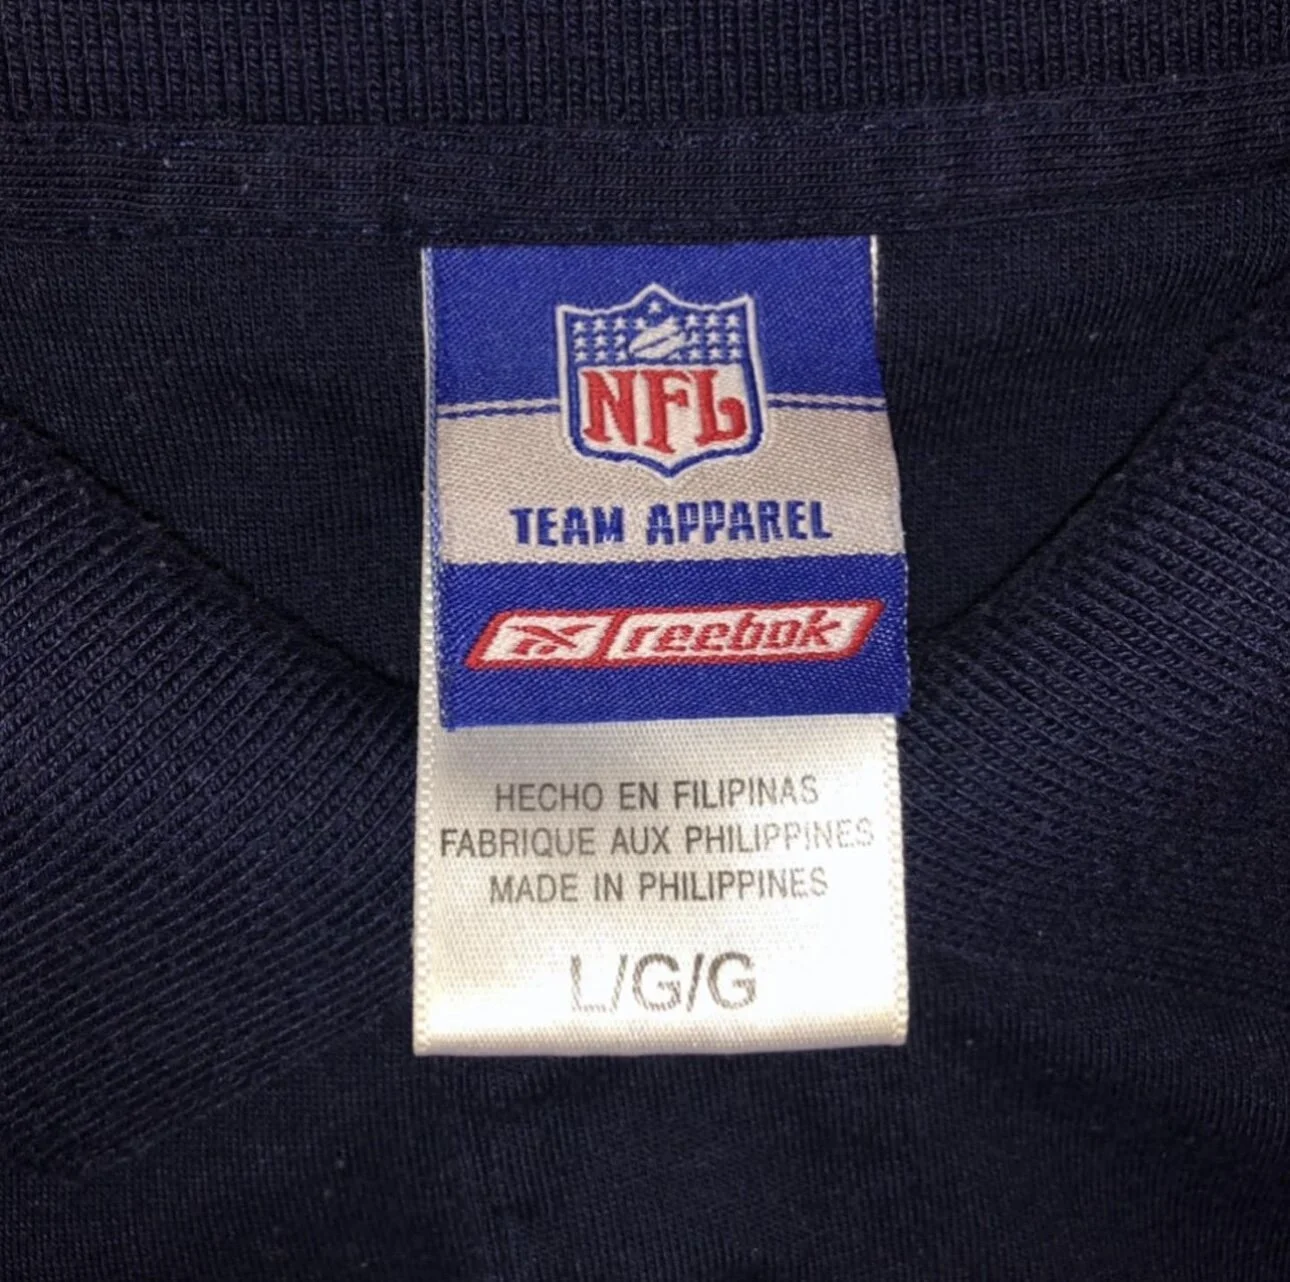 NFL
TEAM APPAREL
reebok
HECHO EN FILIPINAS
FABRIQUE AUX PHILIPPINES
MADE IN PHILIPPINES
L/G/G